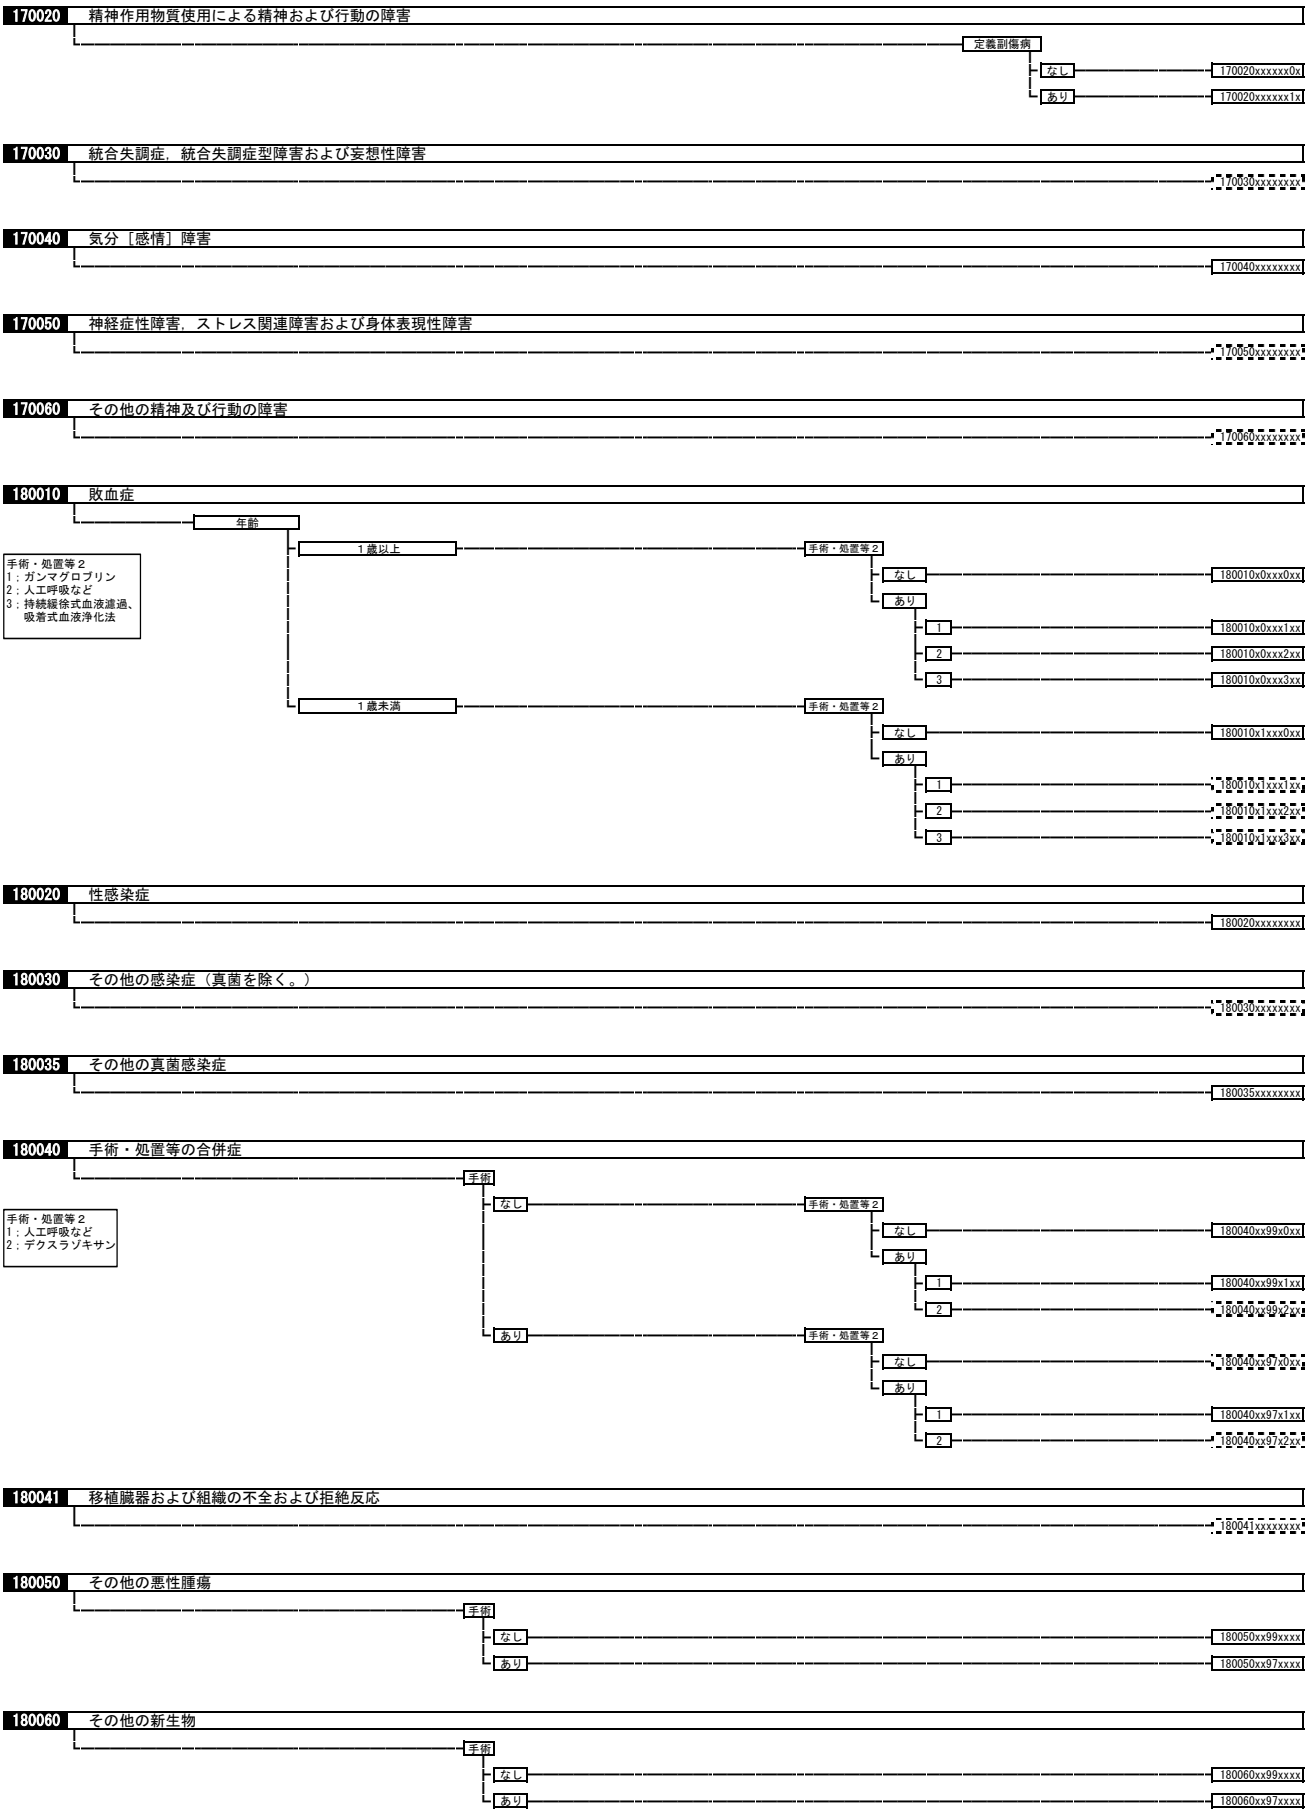 170020 精神作用物質使用による精神および行動の障害
定義副傷病
なし 170020xxxxxx0x
あり 170020xxxxxx1x
170030 統合失調症，統合失調症型障害および妄想性障害
170030xxxxxxxx
170040 気分［感情］障害
170040xxxxxxxx
170050 神経症性障害，ストレス関連障害および身体表現性障害
170050xxxxxxxx
170060 その他の精神及び行動の障害
170060xxxxxxxx
180010 敗血症
年齢
手術・処置等２
1；ガンマグロブリン
2；人工呼吸など
3；持続緩徐式血液濾過、
吸着式血液浄化法
１歳以上 手術・処置等２
なし 180010x0xxx0xx
あり
1 180010x0xxx1xx
2 180010x0xxx2xx
3 180010x0xxx3xx
１歳未満 手術・処置等２
なし 180010x1xxx0xx
あり
1 180010x1xxx1xx
2 180010x1xxx2xx
3 180010x1xxx3xx
180020 性感染症
180020xxxxxxxx
180030 その他の感染症（真菌を除く。）
180030xxxxxxxx
180035 その他の真菌感染症
180035xxxxxxxx
180040 手術・処置等の合併症
手術
手術・処置等２
1；人工呼吸など
2；デクスラゾキサン
なし 手術・処置等２
なし 180040xx99x0xx
あり
1 180040xx99x1xx
2 180040xx99x2xx
あり 手術・処置等２
なし 180040xx97x0xx
あり
1 180040xx97x1xx
2 180040xx97x2xx
180041 移植臓器および組織の不全および拒絶反応
180041xxxxxxxx
180050 その他の悪性腫瘍
手術
なし 180050xx99xxxx
あり 180050xx97xxxx
180060 その他の新生物
手術
なし 180060xx99xxxx
あり 180060xx97xxxx